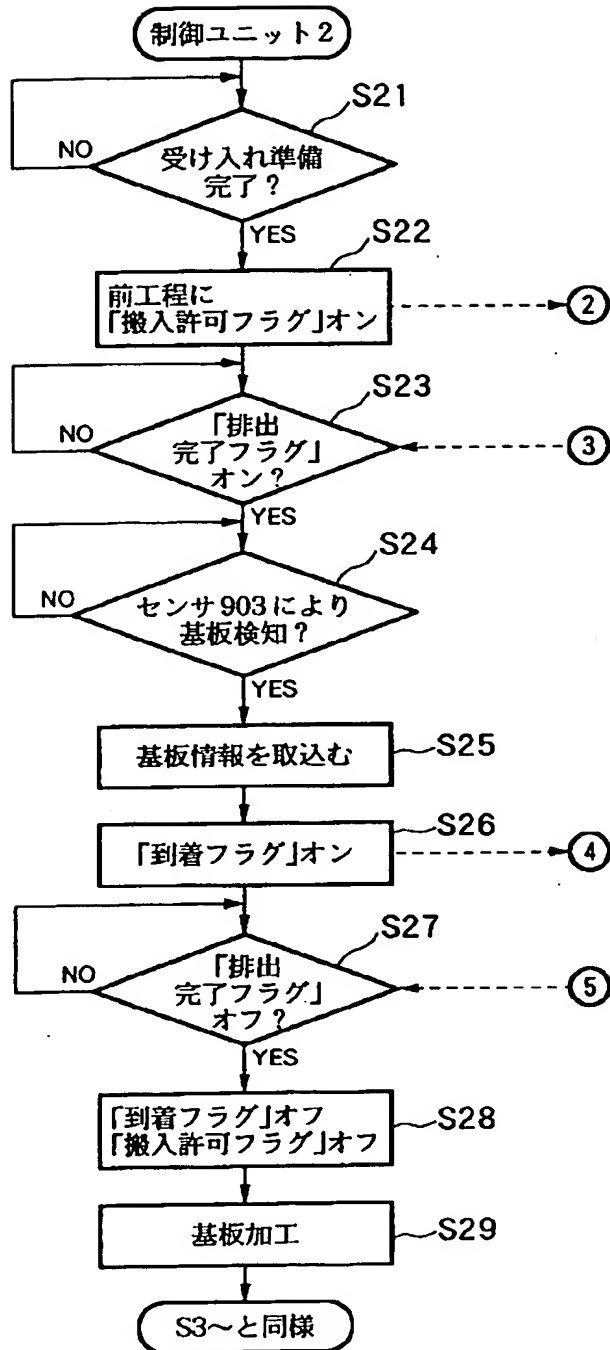 制御ユニット2
S21
NO
受け入れ準備
完了?
YES
S22
前工程に
「搬入許可フラグ」オン
②
S23
NO
「排出
完了フラグ」
オン?
③
YES
S24
NO
センサ903により
基板検知?
YES
基板情報を取込む
S25
S26
「到着フラグ」オン
④
S27
NO
「排出
完了フラグ」
オフ?
⑤
YES
「到着フラグ」オフ
「搬入許可フラグ」オフ
S28
基板加工
S29
S3~と同様